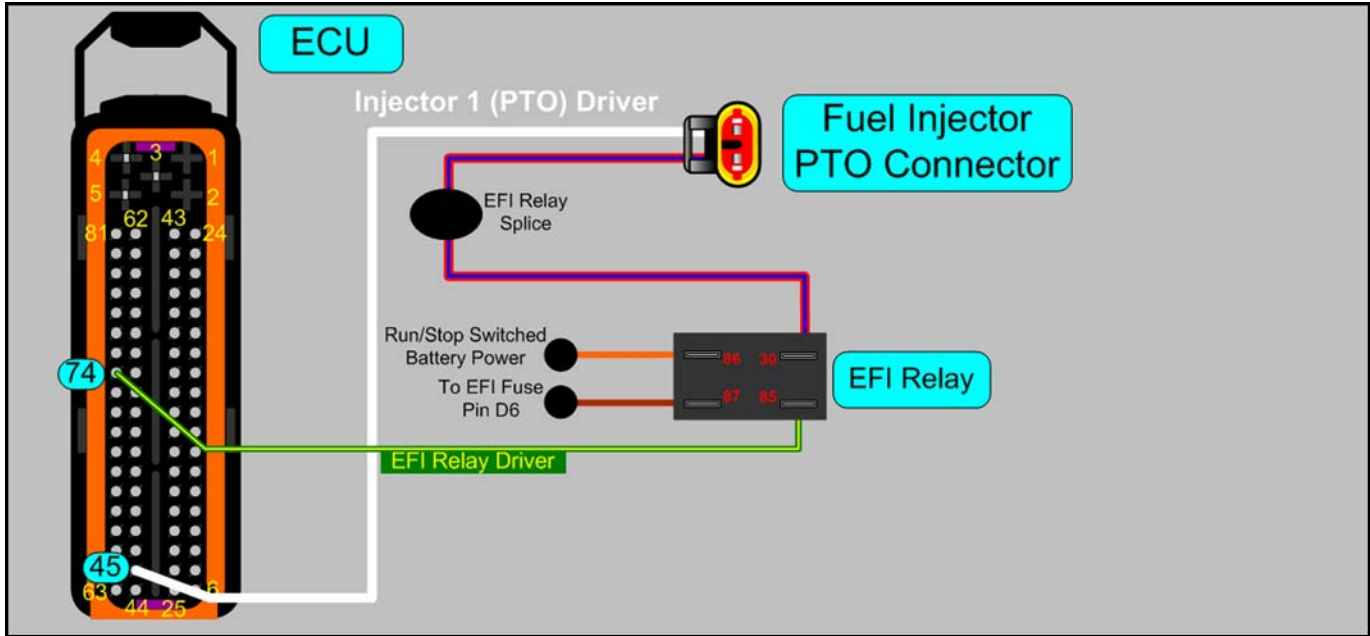 ECU
Injector 1 (PTO) Driver
Fuel Injector
PTO Connector
4
3
1
5
2
EFI Relay
Splice
62
43
81
24
Run/Stop Switched
Battery Power
86
30
74
EFI Relay
To EFI Fuse
Pin D6
87
85
EFI Relay Driver
45
63
6
44
25